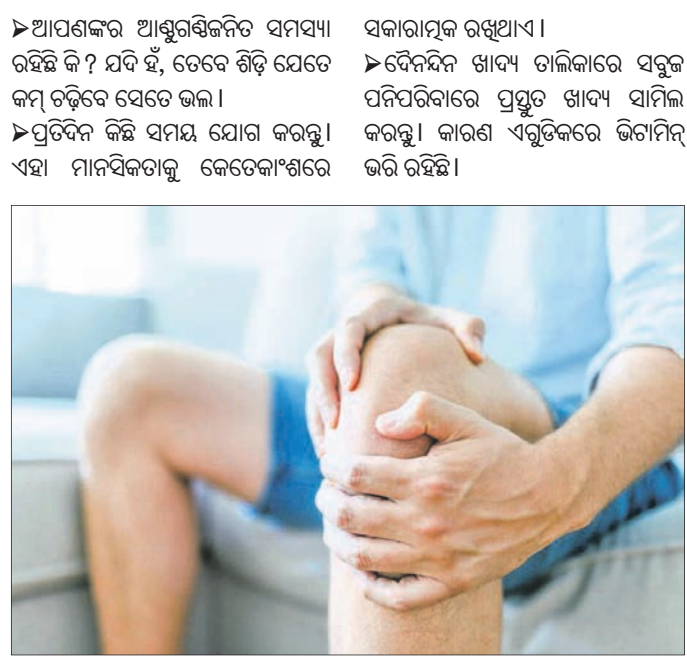 ➤ଆପଣଙ୍କର ଆଣ୍ଠୁଗଣ୍ଠିଜନିତ ସମସ୍ୟା
ରହିଛି କି ? ଯଦି ହଁ, ତେବେ ଶିଡ଼ି ଯେତେ
କମ୍ ଚଢ଼ିବେ ସେତେ ଭଲ ।
➤ପ୍ରତିଦିନ କିଛି ସମୟ ଯୋଗ କରନ୍ତୁ ।
ଏହା ମାନସିକତାକୁ କେତେକାଂଶରେ
ସକାରାତ୍ମକ ରଖିଥାଏ ।
➤ଦୈନନ୍ଦିନ ଖାଦ୍ୟ ତାଲିକାରେ ସବୁଜ
ପନିପରିବାରେ ପ୍ରସ୍ତୁତ ଖାଦ୍ୟ ସାମିଲ
କରନ୍ତୁ । କାରଣ ଏଗୁଡିକରେ ଭିଟାମିନ୍
ଭରି ରହିଛି ।